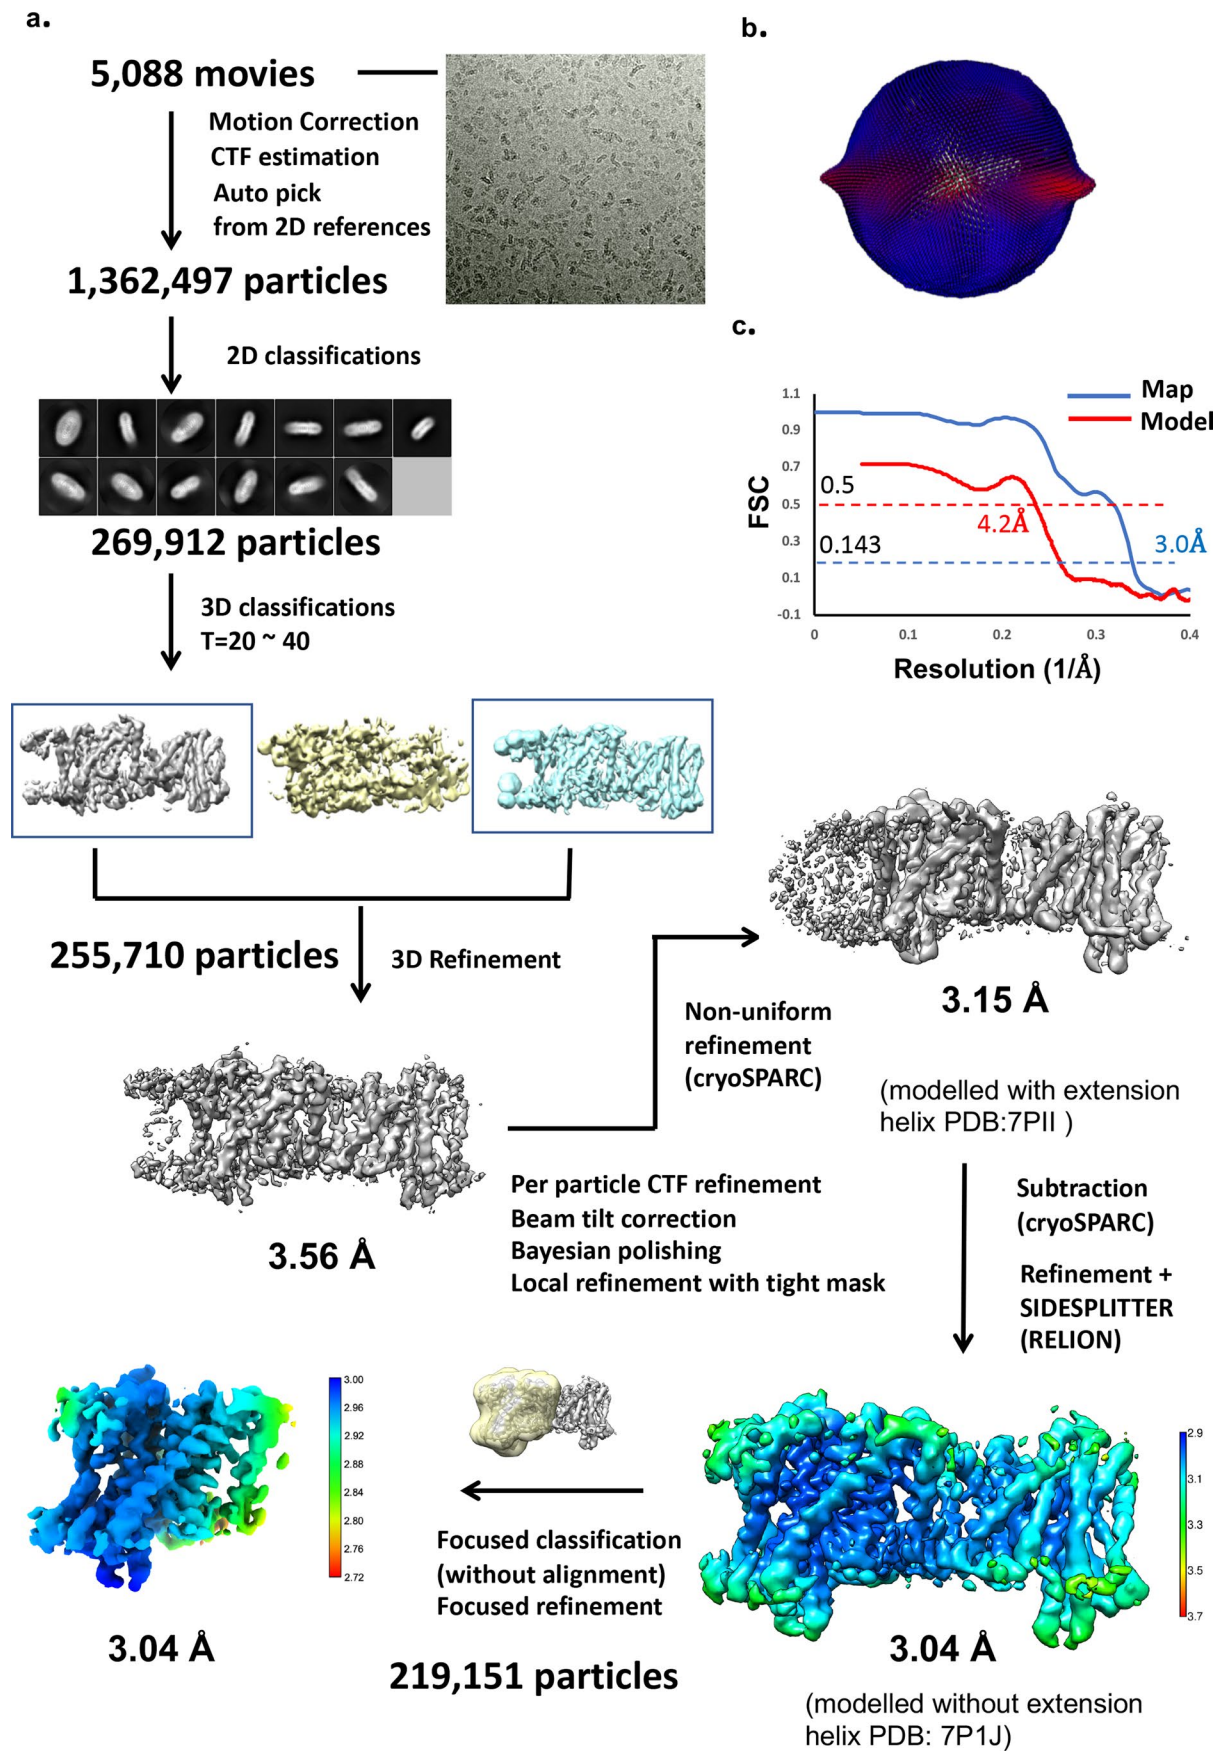 a.
5,088 movies
Motion Correction
CTF estimation
Auto pick
from 2D references
1,362,497 particles
2D classifications
269,912 particles
3D classifications
T=20 ~ 40
255,710 particles
3D Refinement
3.56 Å
Non-uniform
refinement
(cryoSPARC)
Per particle CTF refinement
Beam tilt correction
Bayesian polishing
Local refinement with tight mask
3.15 Å
(modelled with extension
helix PDB:7PII )
Subtraction
(cryoSPARC)
Refinement +
SIDESPLITTER
(RELION)
2.9
3.1
3.3
3.5
3.7
3.04 Å
(modelled without extension
helix PDB: 7P1J)
Focused classification
(without alignment)
Focused refinement
219,151 particles
3.00
2.96
2.92
2.88
2.84
2.80
2.76
2.72
3.04 Å
b.
c.
Map
Model
FSC
1.1
0.9
0.7
0.5
0.3
0.1
-0.1
0.5
4.2Å
0.143
3.0Å
0
0.1
0.2
0.3
0.4
Resolution (1/Å)